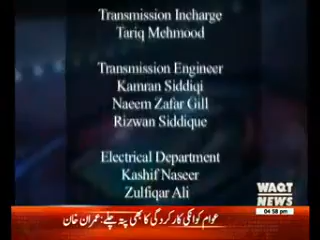 Transmission Incharge
Tariq Mehmood
Transmission Engineer
Kamran Siddiqi
Naeem Zafar Gill
Rizwan Siddique
Electrical Department
Kashif Naseer
Zulfiqar Ali
WAQT
NEWS
04:58 pm
عوام کو انکی کارکردگی کا بھی پتہ چلے: عمران خان